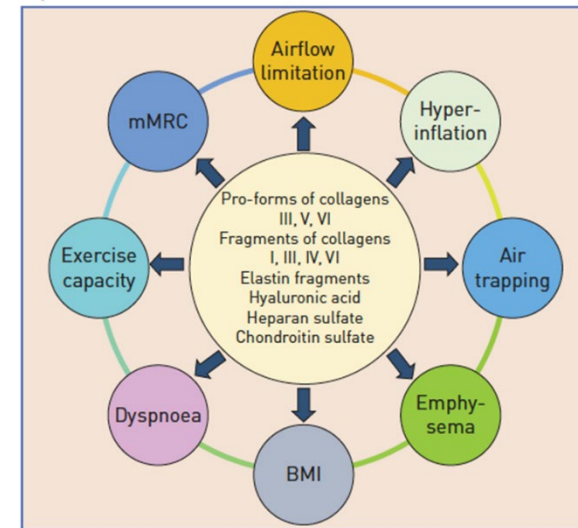 Airflow
limitation
Hyper-
inflation
Air
trapping
Emphy-
sema
BMI
Dyspnoea
Exercise
capacity
mMRC
Pro-forms of collagens
III, V, VI
Fragments of collagens
I, III, IV, VI
Elastin fragments
Hyaluronic acid
Heparan sulfate
Chondroitin sulfate